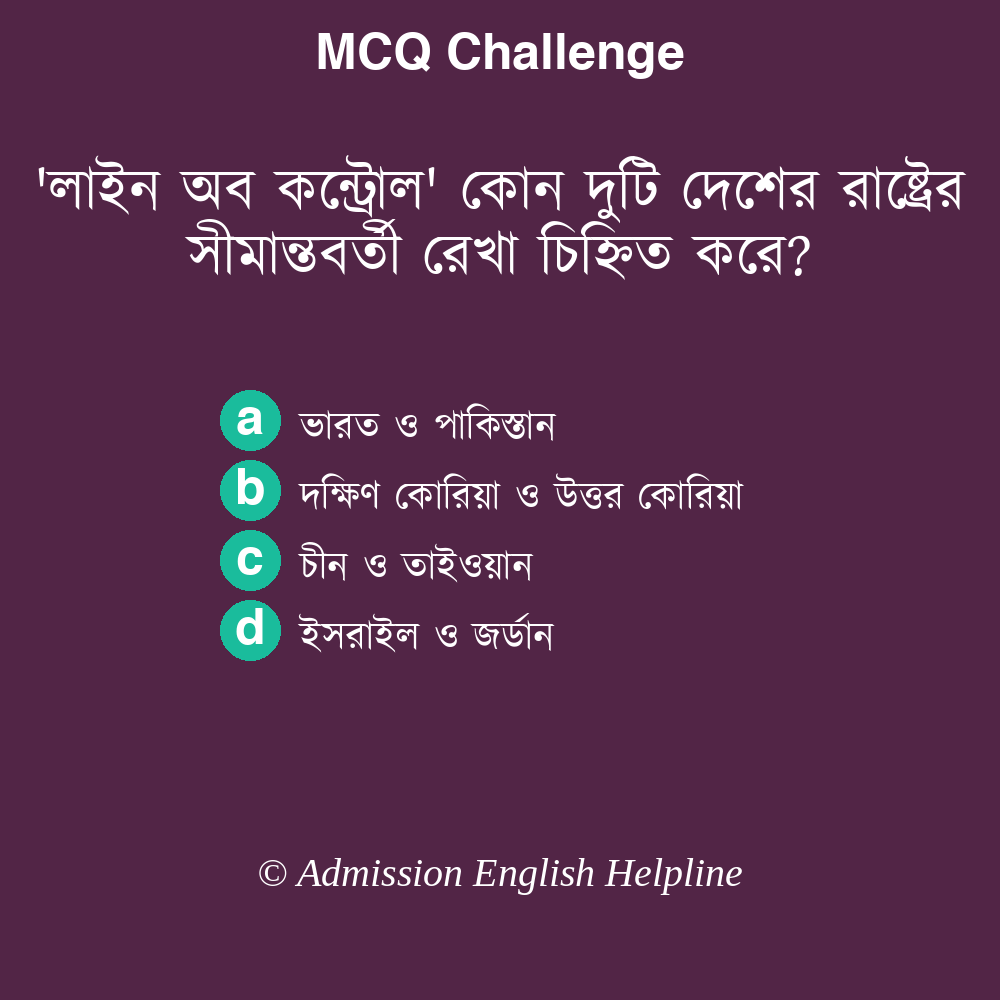 MCQ Challenge
'লাইন অব কন্ট্রোল' কোন দুটি দেশের রাষ্ট্রের
সীমান্তবর্তী রেখা চিহ্নিত করে?
a ভারত ও পাকিস্তান
b দক্ষিণ কোরিয়া ও উত্তর কোরিয়া
c চীন ও তাইওয়ান
d ইসরাইল ও জর্ডান
© Admission English Helpline